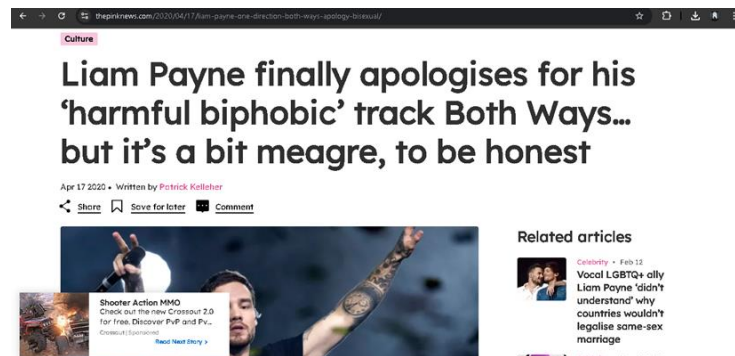 thepinknews.com/2020/04/17/liam-payne-one-direction-both-ways-apology-bisexual/
Culture
Liam Payne finally apologises for his
‘harmful biphobic’ track Both Ways...
but it’s a bit meagre, to be honest
Apr 17 2020 • Written by Patrick Kelleher
Share Save for later Comment
Related articles
Celebrity • Feb 12
Vocal LGBTQ+ ally
Liam Payne ‘didn’t
understand’ why
countries wouldn’t
legalise same-sex
marriage
Shooter Action MMO
Check out the new Crossout 2.0
for free. Discover PvP and Pv...
Crossout | Sponsored
Read Next Story >